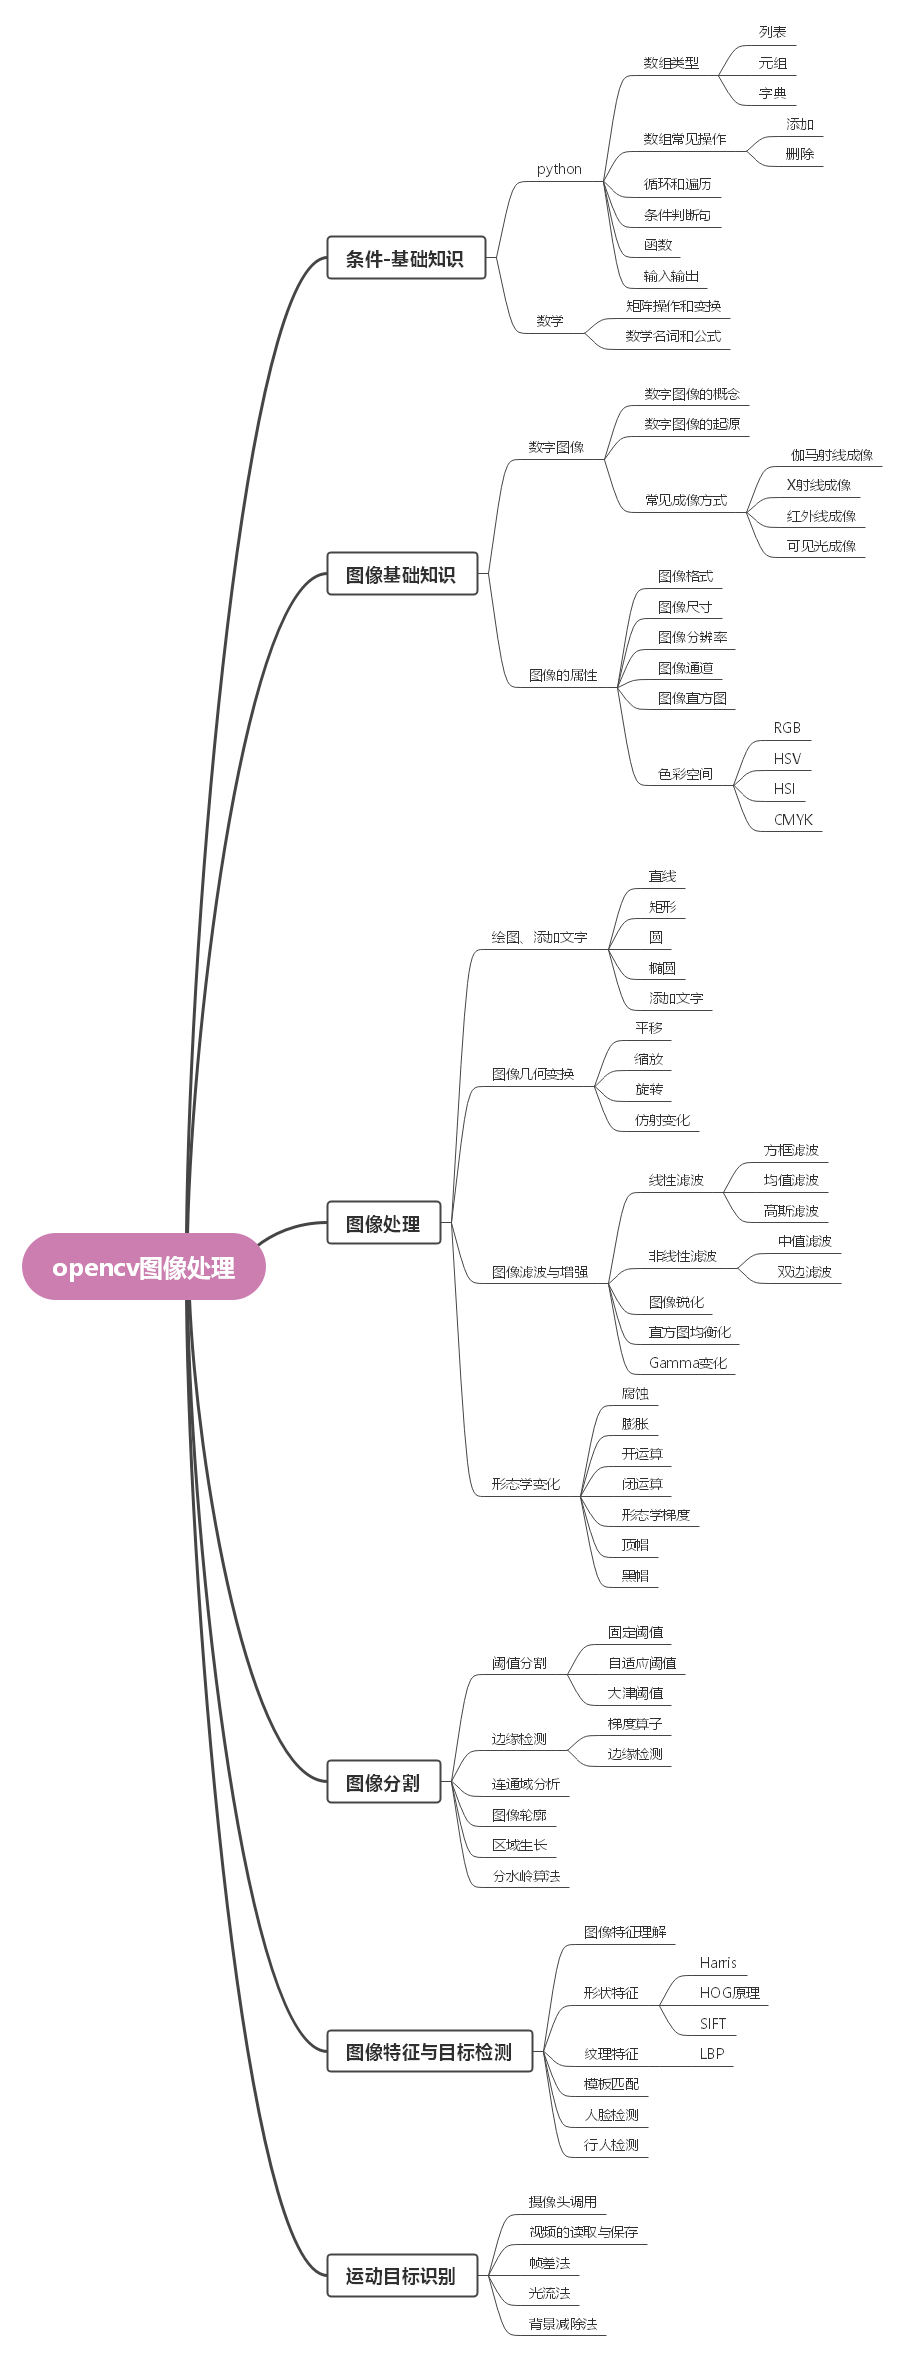 opencv图像处理
条件-基础知识
python
数组类型
列表
元组
字典
数组常见操作
添加
删除
循环和遍历
条件判断句
函数
输入输出
数学
矩阵操作和变换
数学名词和公式
图像基础知识
数字图像
数字图像的概念
数字图像的起源
常见成像方式
伽马射线成像
X射线成像
红外线成像
可见光成像
图像的属性
图像格式
图像尺寸
图像分辨率
图像通道
图像直方图
色彩空间
RGB
HSV
HSI
CMYK
图像处理
绘图、添加文字
直线
矩形
圆
椭圆
添加文字
图像几何变换
平移
缩放
旋转
仿射变化
图像滤波与增强
线性滤波
方框滤波
均值滤波
高斯滤波
非线性滤波
中值滤波
双边滤波
图像锐化
直方图均衡化
Gamma变化
形态学变化
腐蚀
膨胀
开运算
闭运算
形态学梯度
顶帽
黑帽
图像分割
阈值分割
固定阈值
自适应阈值
大津阈值
边缘检测
梯度算子
边缘检测
连通域分析
图像轮廓
区域生长
分水岭算法
图像特征与目标检测
图像特征理解
形状特征
Harris
HOG原理
SIFT
纹理特征
LBP
模板匹配
人脸检测
行人检测
运动目标识别
摄像头调用
视频的读取与保存
帧差法
光流法
背景减除法